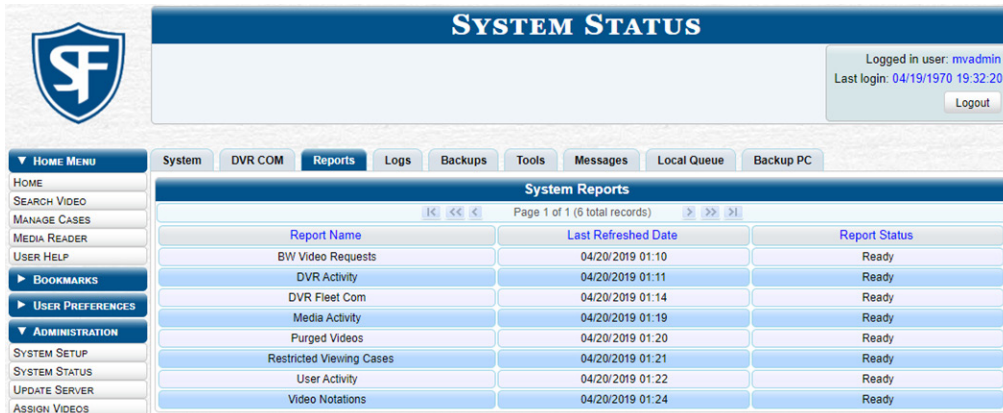 SF
SYSTEM STATUS
Logged in user: mvadmin
Last login: 04/19/1970 19:32:20
Logout
▼ HOME MENU
HOME
SEARCH VIDEO
MANAGE CASES
MEDIA READER
USER HELP
► BOOKMARKS
► USER PREFERENCES
▼ ADMINISTRATION
SYSTEM SETUP
SYSTEM STATUS
UPDATE SERVER
ASSIGN VIDEOS
System DVR COM Reports Logs Backups Tools Messages Local Queue Backup PC
System Reports
Page 1 of 1 (6 total records)
Report Name Last Refreshed Date Report Status
BW Video Requests 04/20/2019 01:10 Ready
DVR Activity 04/20/2019 01:11 Ready
DVR Fleet Com 04/20/2019 01:14 Ready
Media Activity 04/20/2019 01:19 Ready
Purged Videos 04/20/2019 01:20 Ready
Restricted Viewing Cases 04/20/2019 01:21 Ready
User Activity 04/20/2019 01:22 Ready
Video Notations 04/20/2019 01:24 Ready